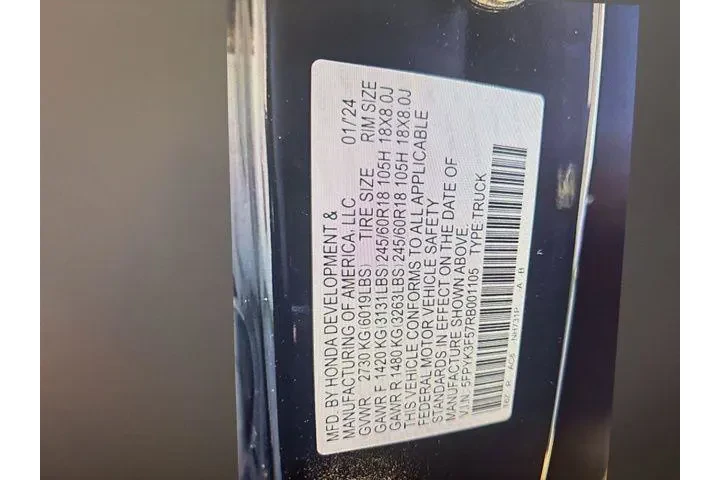 MFD. BY HONDA DEVELOPMENT &
MANUFACTURING OF AMERICA, LLC 01/24
GVWR 2730 KG(6019LBS) TIRE SIZE RIM SIZE
GAWR F 1420 KG(3131LBS) 245/60R18 105H 18X8.0J
GAWR R 1480 KG(3263LBS) 245/60R18 105H 18X8.0J
THIS VEHICLE CONFORMS TO ALL APPLICABLE
FEDERAL MOTOR VEHICLE SAFETY
STANDARDS IN EFFECT ON THE DATE OF
MANUFACTURE SHOWN ABOVE.
V.I.N: 5FPYK3F57RB001105 TYPE:TRUCK
NH731P A -B